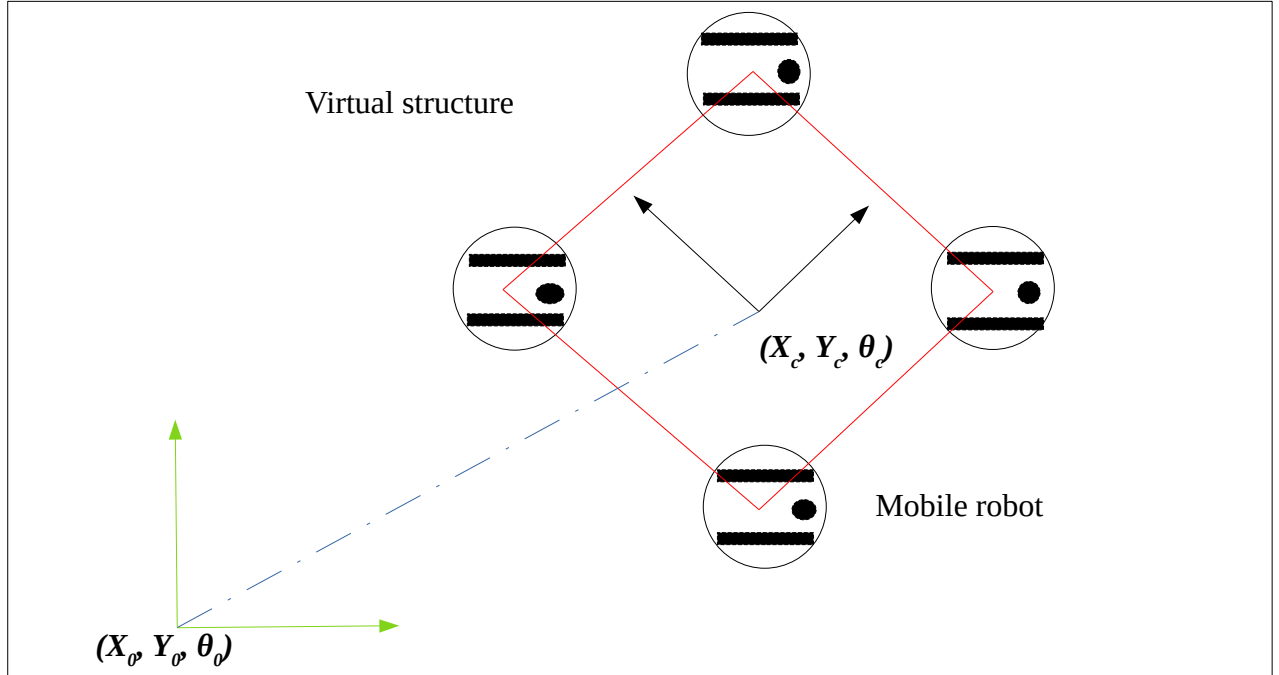 Virtual structure
(X_c, Y_c, θ_c)
Mobile robot
(X_0, Y_0, θ_0)